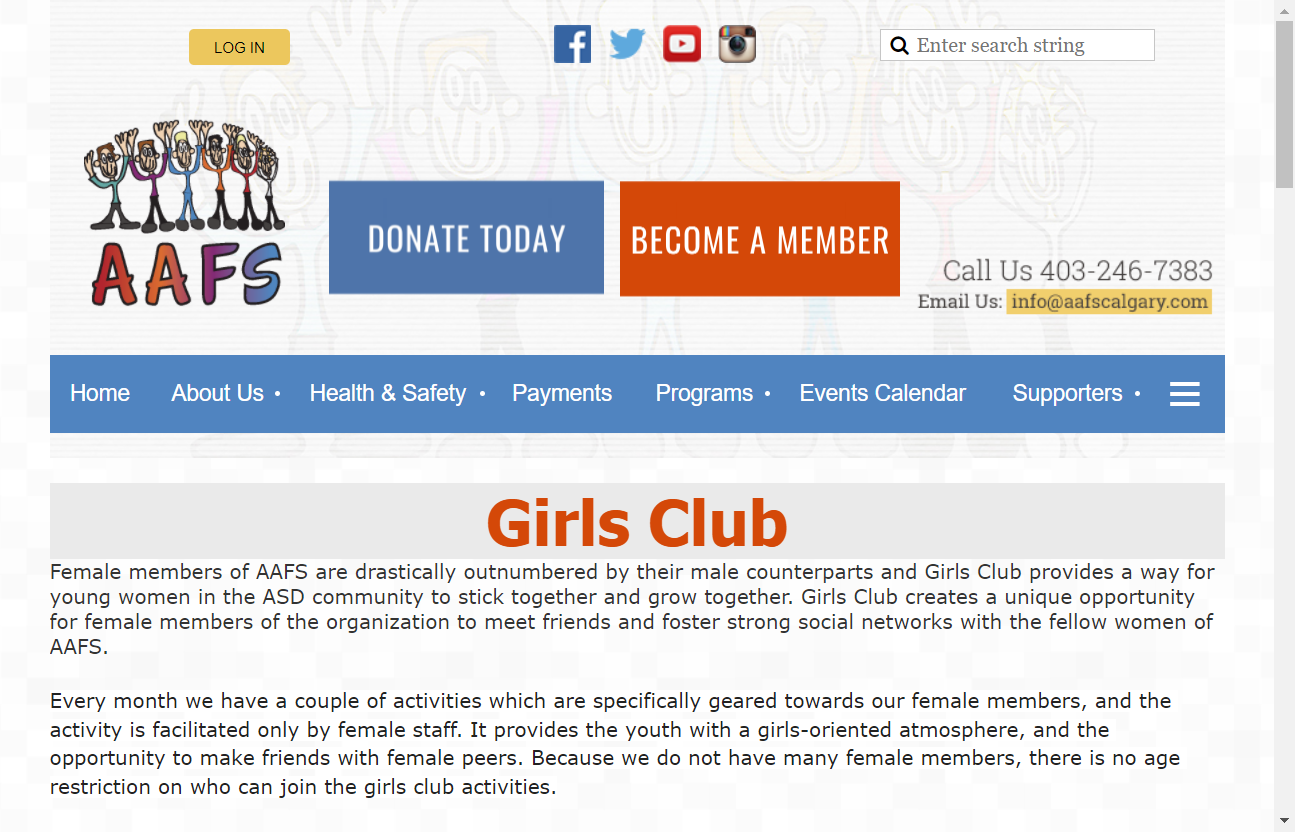 LOG IN
Enter search string
AAFS
DONATE TODAY
BECOME A MEMBER
Call Us 403-246-7383
Email Us: info@aafscalgary.com
Home About Us Health & Safety Payments Programs Events Calendar Supporters
Girls Club
Female members of AAFS are drastically outnumbered by their male counterparts and Girls Club provides a way for
young women in the ASD community to stick together and grow together. Girls Club creates a unique opportunity
for female members of the organization to meet friends and foster strong social networks with the fellow women of
AAFS.
Every month we have a couple of activities which are specifically geared towards our female members, and the
activity is facilitated only by female staff. It provides the youth with a girls-oriented atmosphere, and the
opportunity to make friends with female peers. Because we do not have many female members, there is no age
restriction on who can join the girls club activities.